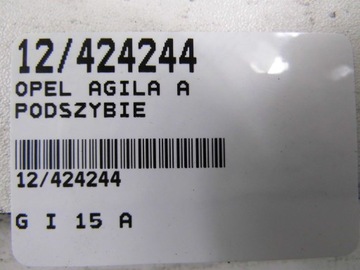 12/424244
OPEL AGILA A
PODSZYBIE
12/424244
G I 15 A